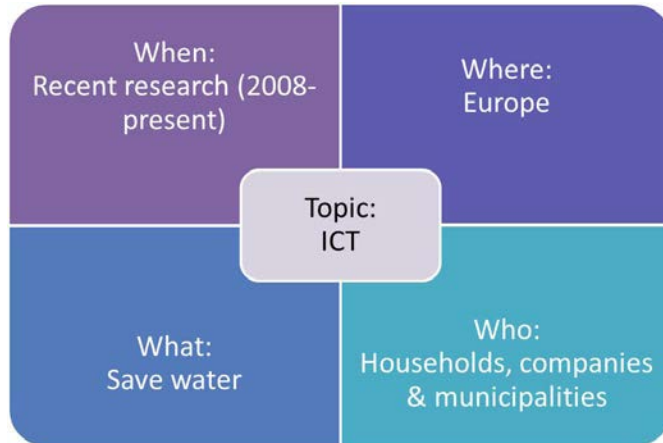 When:
Recent research (2008-
present)
Where:
Europe
Topic:
ICT
What:
Save water
Who:
Households, companies
& municipalities